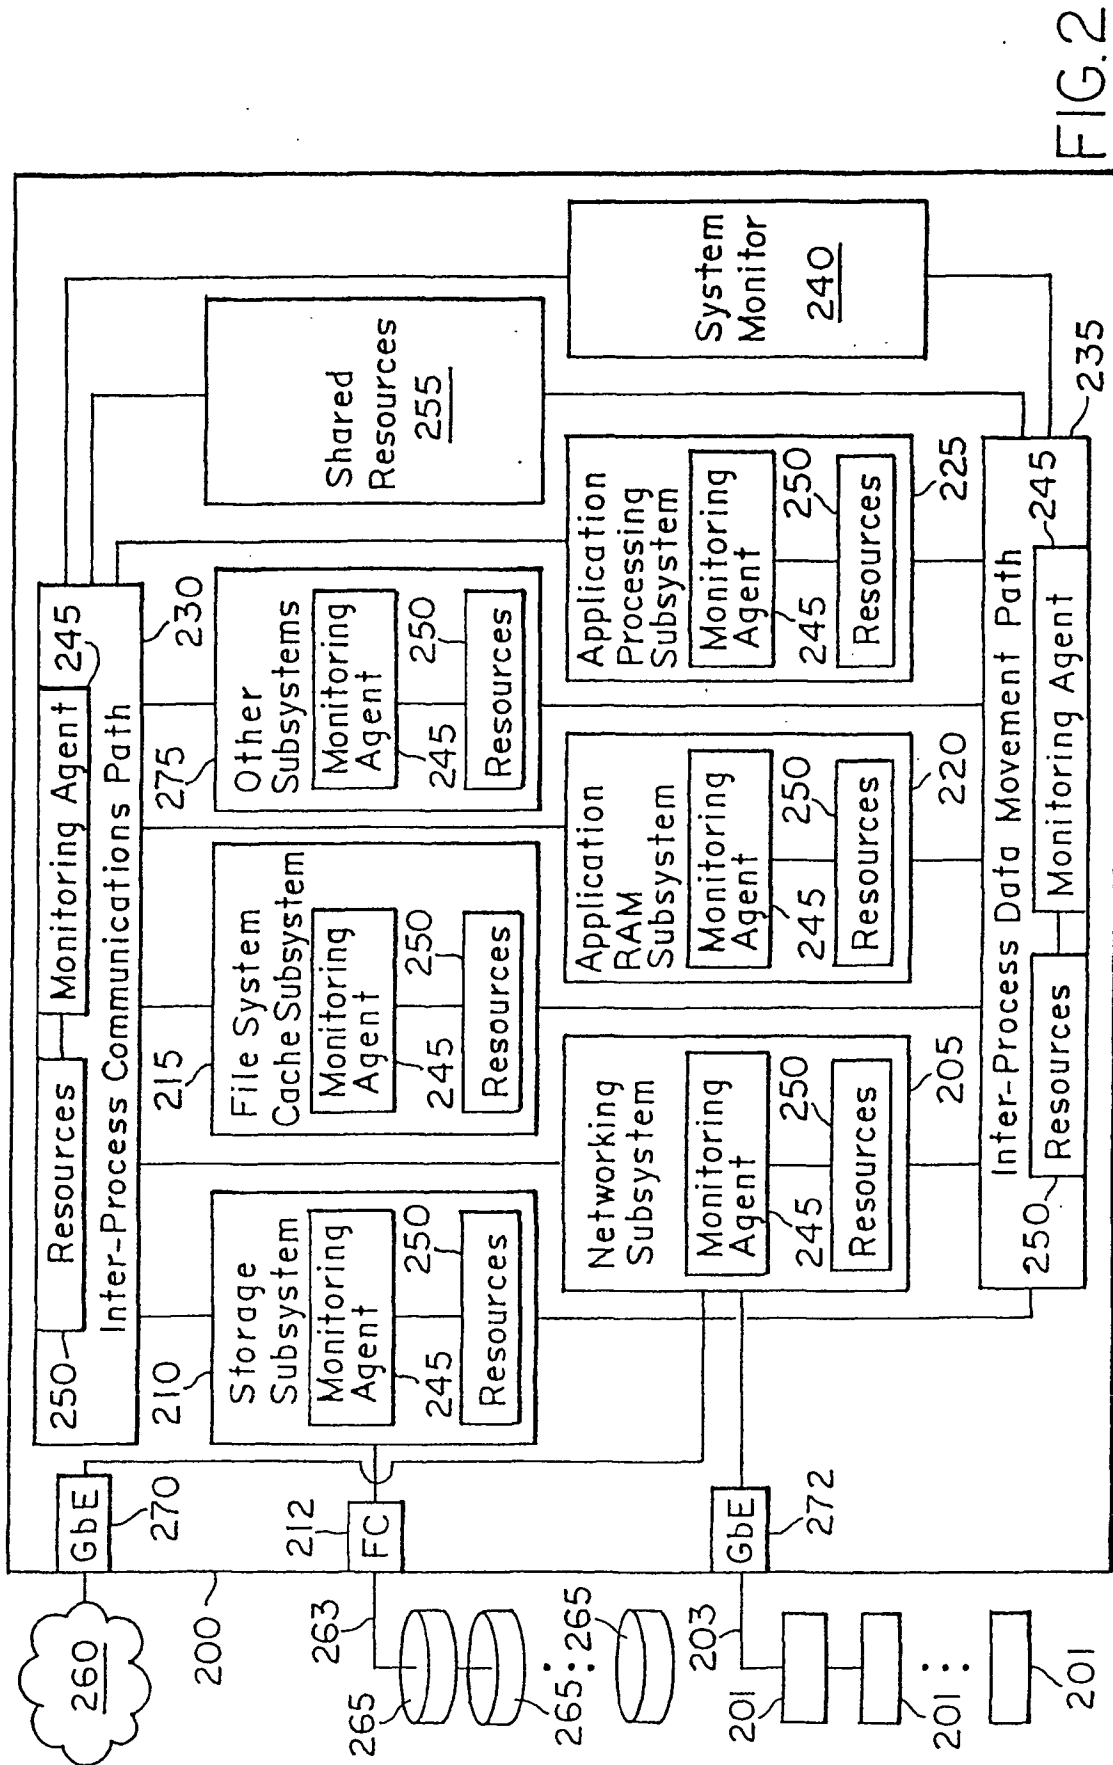 260
GbE
270
200
250
Resources
Monitoring Agent
245
Inter-Process Communications Path
230
210
215
275
Storage
Subsystem
Monitoring
Agent
245
250
Resources
File System
Cache Subsystem
Monitoring
Agent
245
250
Resources
Other
Subsystems
Monitoring
Agent
245
250
Resources
Shared
Resources
255
212
FC
263
265
265
265
Networking
Subsystem
Monitoring
Agent
245
250
Resources
205
Application
RAM
Subsystem
Monitoring
Agent
245
250
Resources
220
Application
Processing
Subsystem
Monitoring
Agent
245
250
Resources
225
System
Monitor
240
203
GbE
272
201
201
201
Inter-Process Data Movement Path
235
250
Resources
Monitoring Agent
245
FIG.2